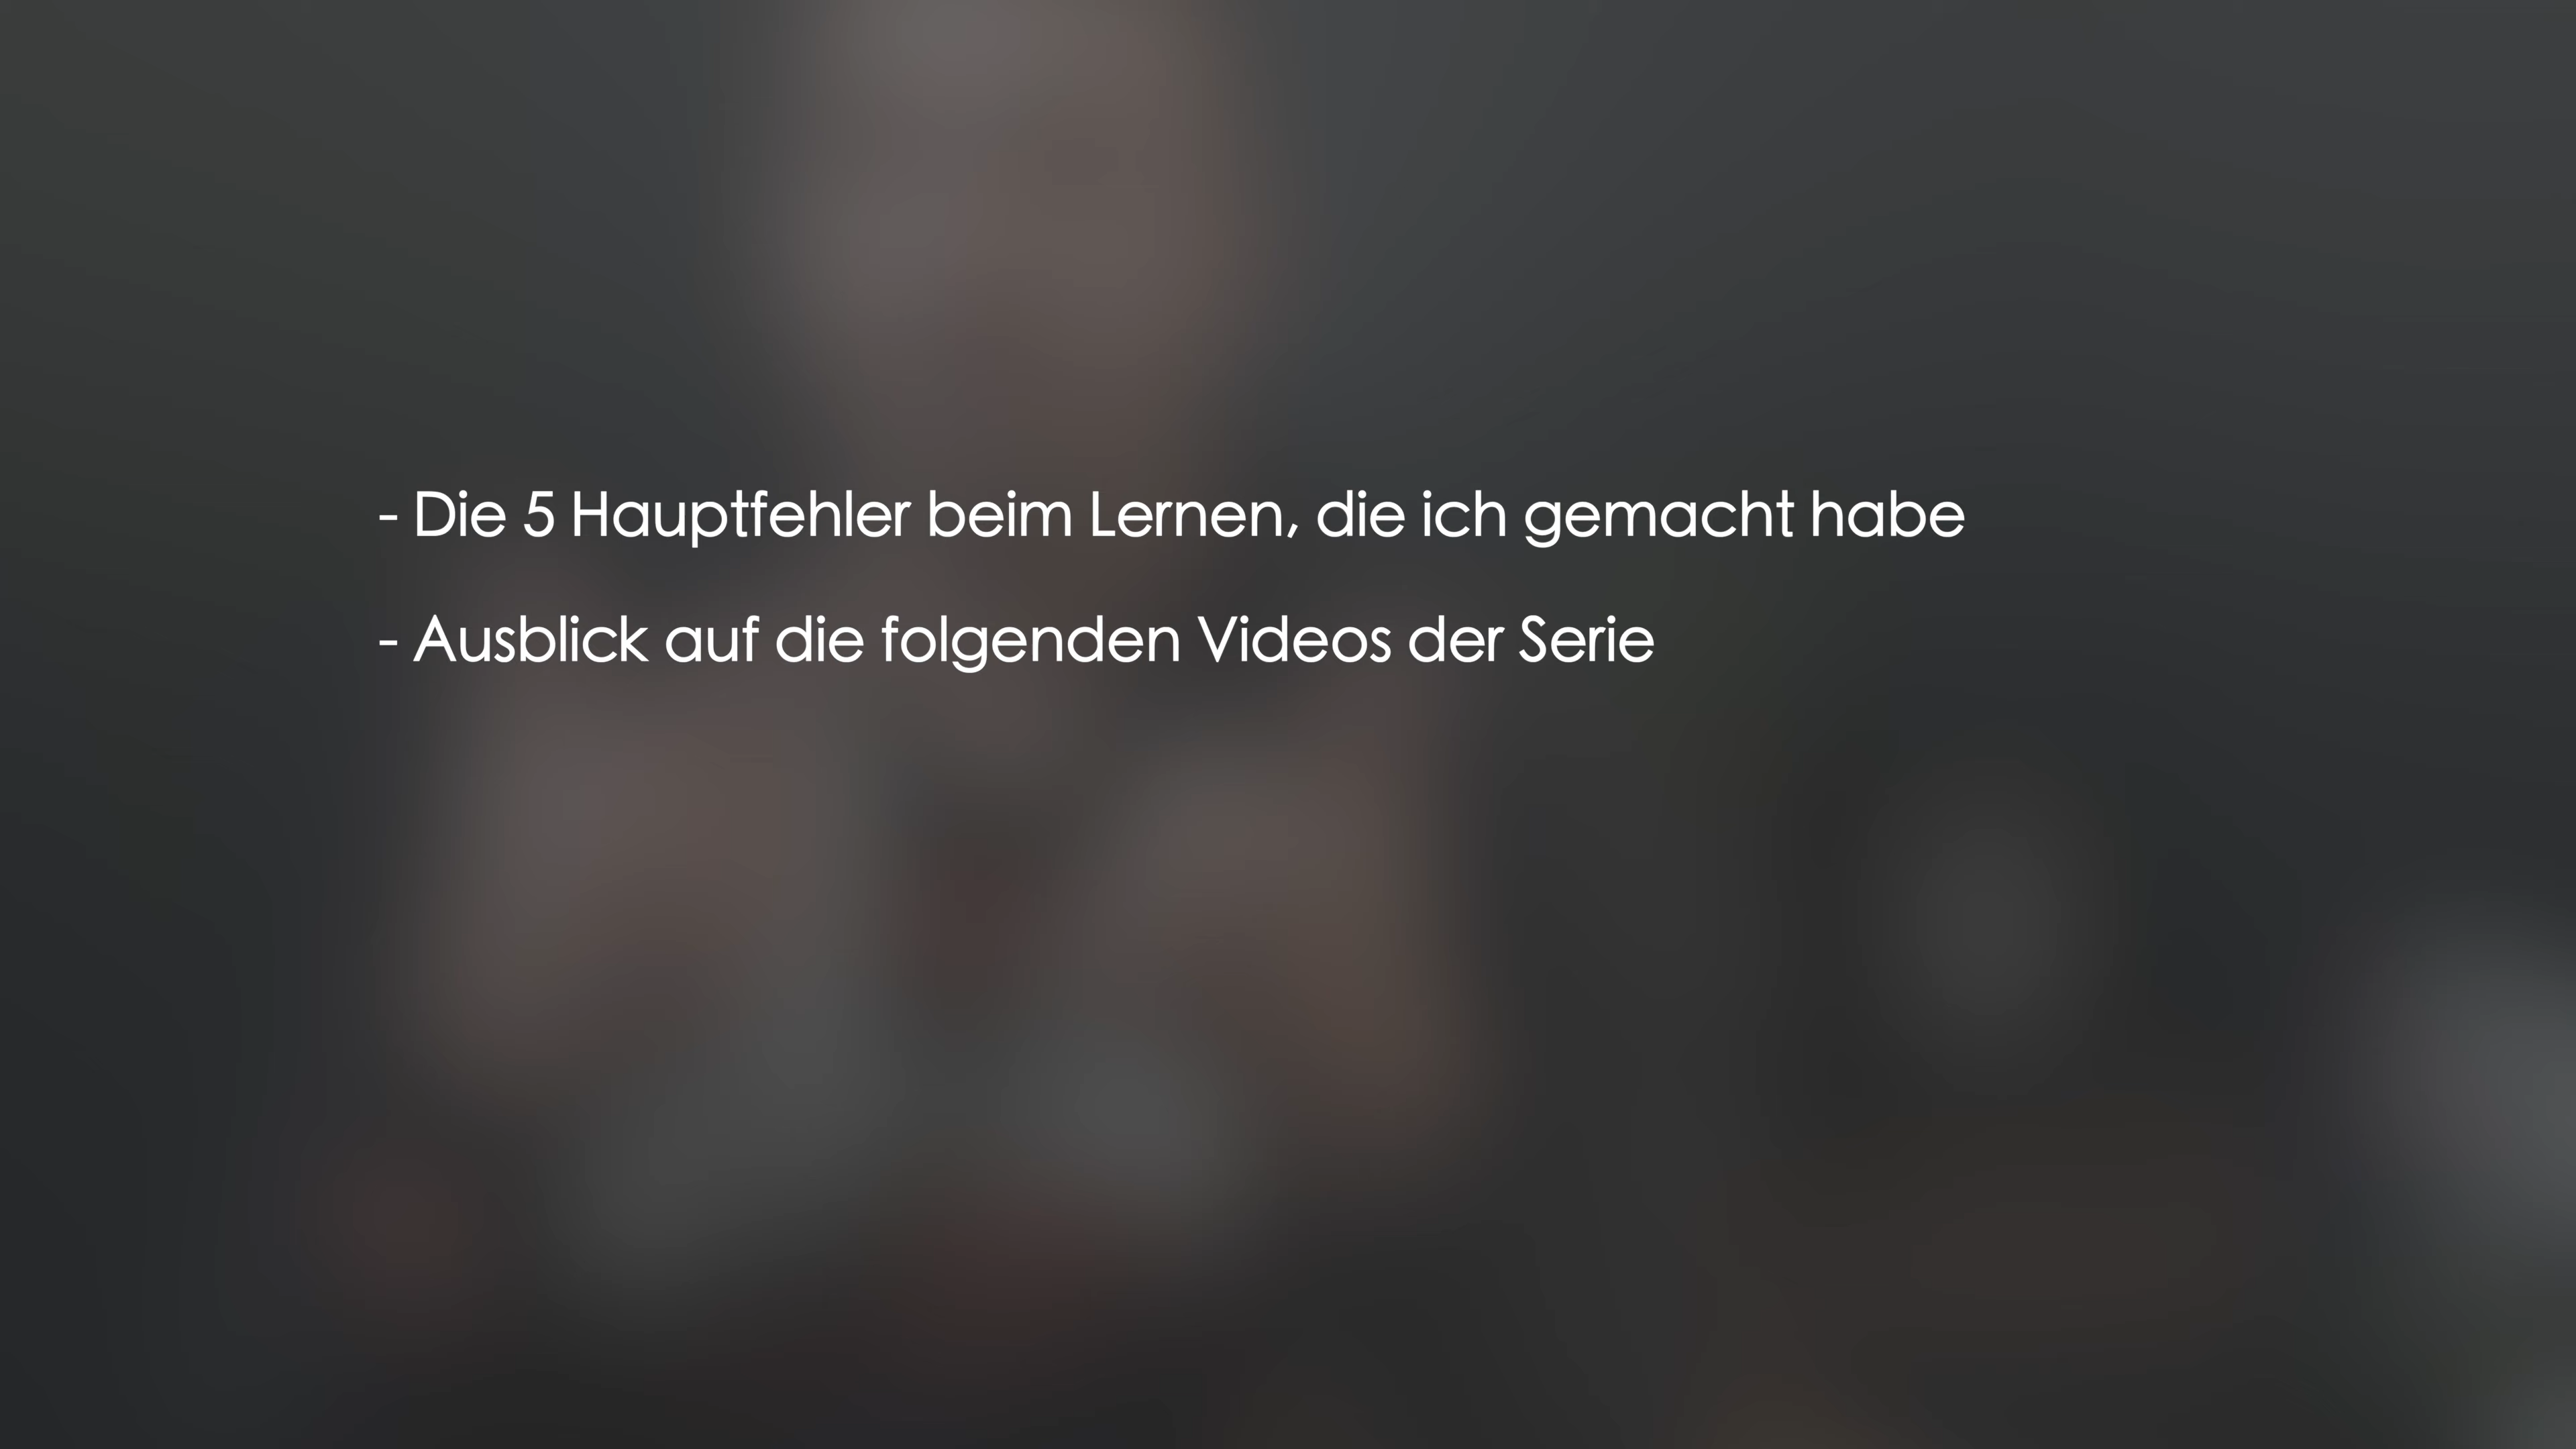 - Die 5 Hauptfehler beim Lernen, die ich gemacht habe
- Ausblick auf die folgenden Videos der Serie